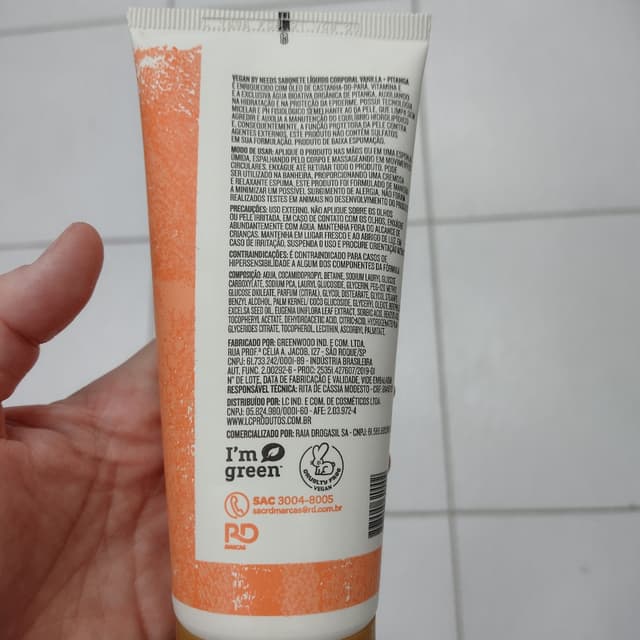 VEGAN BY NEEDS SABONETE LÍQUIDO CORPORAL VANILLA + PITANGA
É ENRIQUECIDO COM ÓLEO DE CASTANHA-DO-PARÁ, VITAMINA E
E A EXCLUSIVA ÁGUA BIOATIVA ORGÂNICA DE PITANGA, AUXILIANDO
NA HIDRATAÇÃO E NA PROTEÇÃO DA EPIDERME. POSSUI TECNOLOGIA
MICELAR E PH FISIOLÓGICO SEMELHANTE AO DA PELE, QUE LIMPA SEM
AGREDIR E AUXILIA A MANUTENÇÃO DO EQUILÍBRIO HIDROLIPÍDICO
E, CONSEQUENTEMENTE, A FUNÇÃO PROTETORA DA PELE CONTRA
AGENTES EXTERNOS. ESTE PRODUTO NÃO CONTÉM SULFATOS
EM SUA FORMULAÇÃO. PRODUTO DE BAIXA ESPUMAÇÃO.
MODO DE USAR: APLIQUE O PRODUTO NAS MÃOS OU EM UMA ESPONJA
ÚMIDA, ESPALHANDO PELO CORPO E MASSAGEANDO EM MOVIMENTOS
CIRCULARES. ENXAGUE ATÉ RETIRAR TODO O PRODUTO. PODE
SER UTILIZADO NA BANHEIRA, PROPORCIONANDO UMA CREMOSA
E RELAXANTE ESPUMA. ESTE PRODUTO FOI FORMULADO DE MANEIRA
A MINIMIZAR UM POSSÍVEL SURGIMENTO DE ALERGIA. NÃO FORAM
REALIZADOS TESTES EM ANIMAIS NO DESENVOLVIMENTO DO PRODUTO.
PRECAUÇÕES: USO EXTERNO. NÃO APLIQUE SOBRE OS OLHOS
OU PELE IRRITADA. EM CASO DE CONTATO COM OS OLHOS, ENXÁGUE
ABUNDANTEMENTE COM ÁGUA. MANTENHA FORA DO ALCANCE DE
CRIANÇAS. MANTENHA EM LUGAR FRESCO E AO ABRIGO DE LUZ. EM
CASO DE IRRITAÇÃO, SUSPENDA O USO E PROCURE ORIENTAÇÃO
CONTRAINDICAÇÕES: É CONTRAINDICADO PARA CASOS DE
HIPERSENSIBILIDADE A ALGUM DOS COMPONENTES DA FÓRMULA.
COMPOSIÇÃO: AQUA, COCAMIDOPROPYL BETAINE, SODIUM LAURYL GLUCOSE
CARBOXYLATE, SODIUM PCA, LAURYL GLUCOSIDE, GLYCERIN, PEG-120 METHYL
GLUCOSE DIOLEATE, PARFUM (CITRAL), GLYCOL DISTEARATE, GLYCOL STEARATE,
BENZYL ALCOHOL, PALM KERNEL/ COCO GLUCOSIDE, GLYCERYL OLEATE,
EXCELSA SEED OIL, EUGENIA UNIFLORA LEAF EXTRACT, SORBIC ACID,
TOCOPHERYL ACETATE, DEHYDROACETIC ACID, CITRIC ACID, HYDROGENATED
GLYCERIDES CITRATE, TOCOPHEROL, LECITHIN, ASCORBYL PALMITATE.
FABRICADO POR: GREENWOOD IND. E COM. LTDA.
RUA PROF.ª CÉLIA A. JACOB, 127 - SÃO ROQUE/SP
CNPJ: 61.733.242/0001-89 - INDÚSTRIA BRASILEIRA
AUT. FUNC. 2.00292-6 - PROC: 25351.427607/2019-01
N° DE LOTE, DATA DE FABRICAÇÃO E VALIDADE, VIDE EMBALAGEM
RESPONSÁVEL TÉCNICA: RITA DE CÁSSIA MODESTO -
DISTRIBUÍDO POR: LC IND. E COM. DE COSMÉTICOS LTDA
CNPJ: 05.824.980/0001-60 - AFE: 2.03.972-4
WWW.LCPRODUTOS.COM.BR
COMERCIALIZADO POR: RAIA DROGASIL SA - CNPJ:
I'm
green
CRUELTY FREE
VEGAN
SAC 3004-8005
sacrdmarcas@rd.com.br
RD
MARCAS